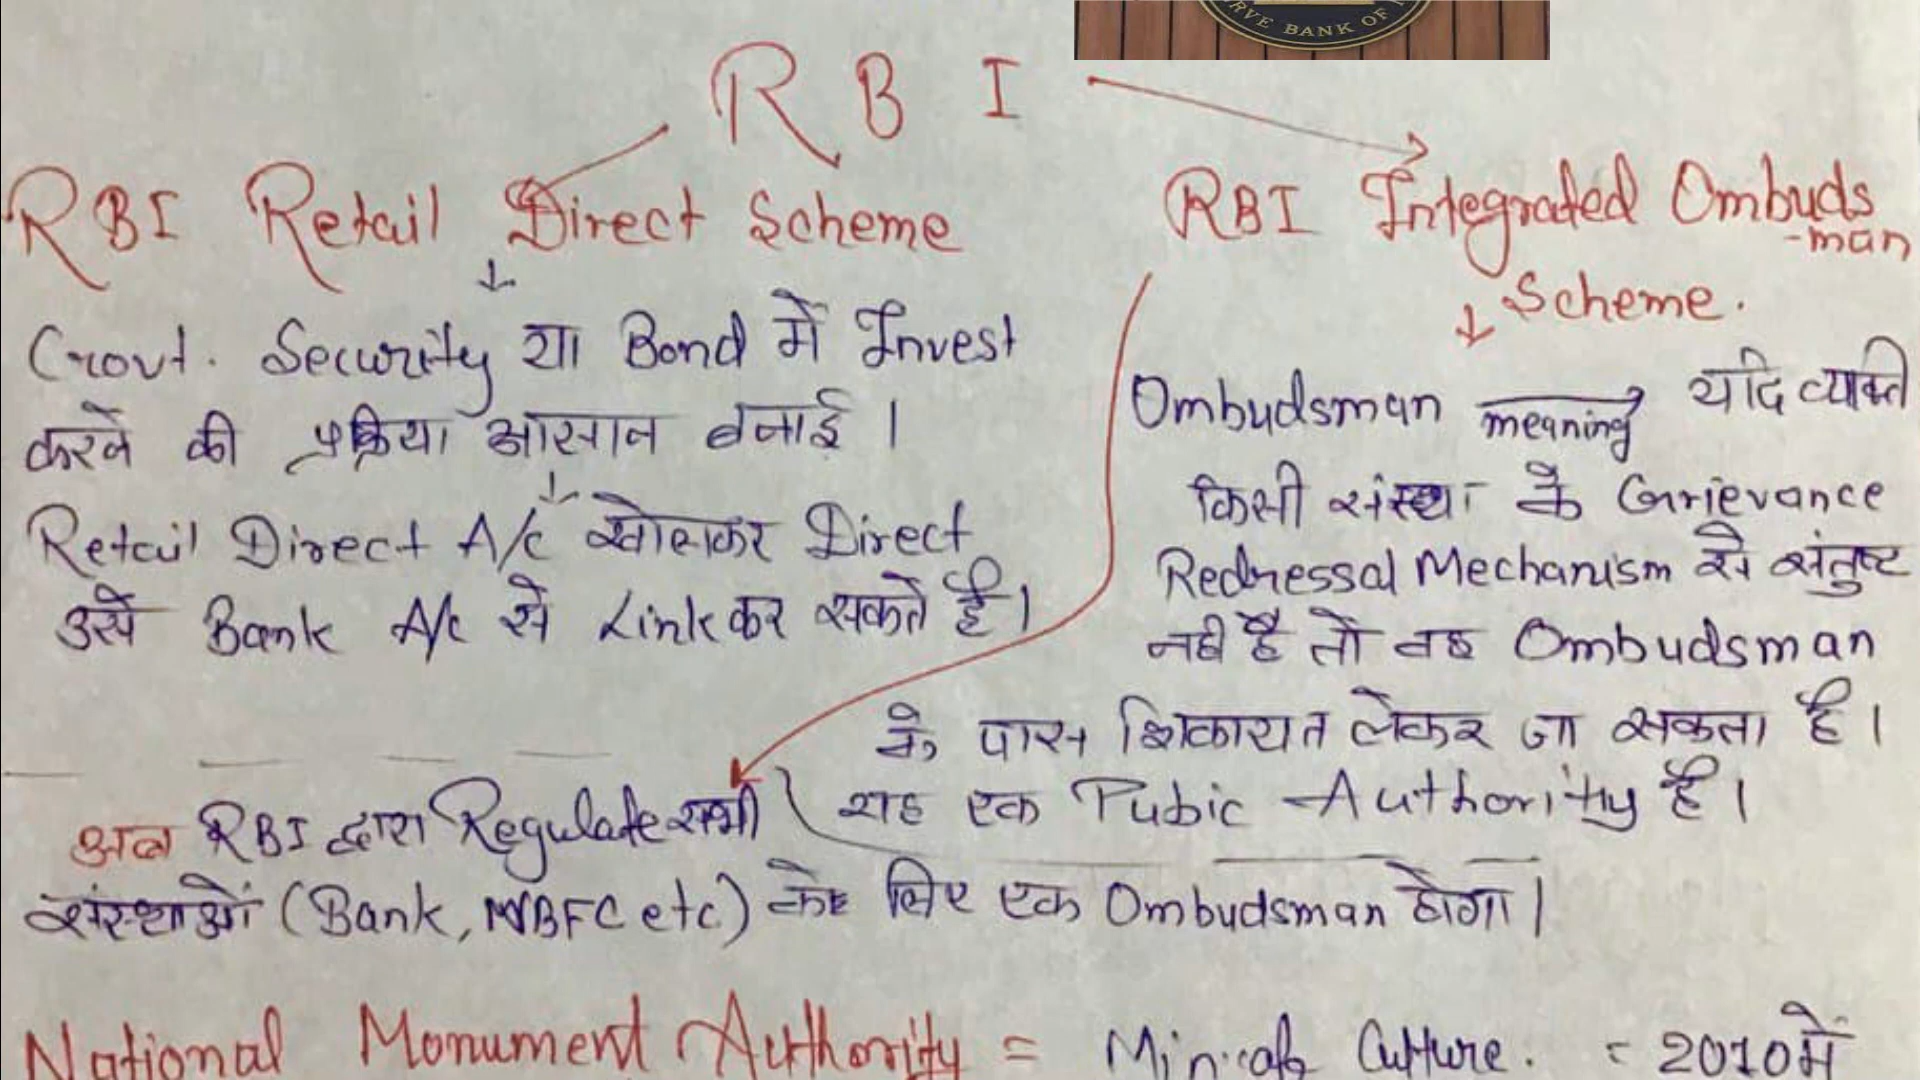 RVE BANK OF
R B I
RBI Retail Direct Scheme
↓
Govt. Security या Bond में Invest
करने की प्रक्रिया आसान बनाई।
↓
Retail Direct A/c खोलकर Direct
उसे Bank A/c से Link कर सकते है।
RBI Integrated Ombuds
-man
Scheme.
↓
Ombudsman meaning यदि व्यक्ति
किसी संस्था के Grievance
Redressal Mechanism से संतुष्ट
नही है तो वह Ombudsman
के पास शिकायत लेकर जा सकता है।
यह एक Pubic Authority है।
अब RBI द्वारा Regulate सभी
संस्थाओं (Bank, NBFC etc) के लिए एक Ombudsman होगा।
National Monument Authority = Min. of Culture. = 2010 में